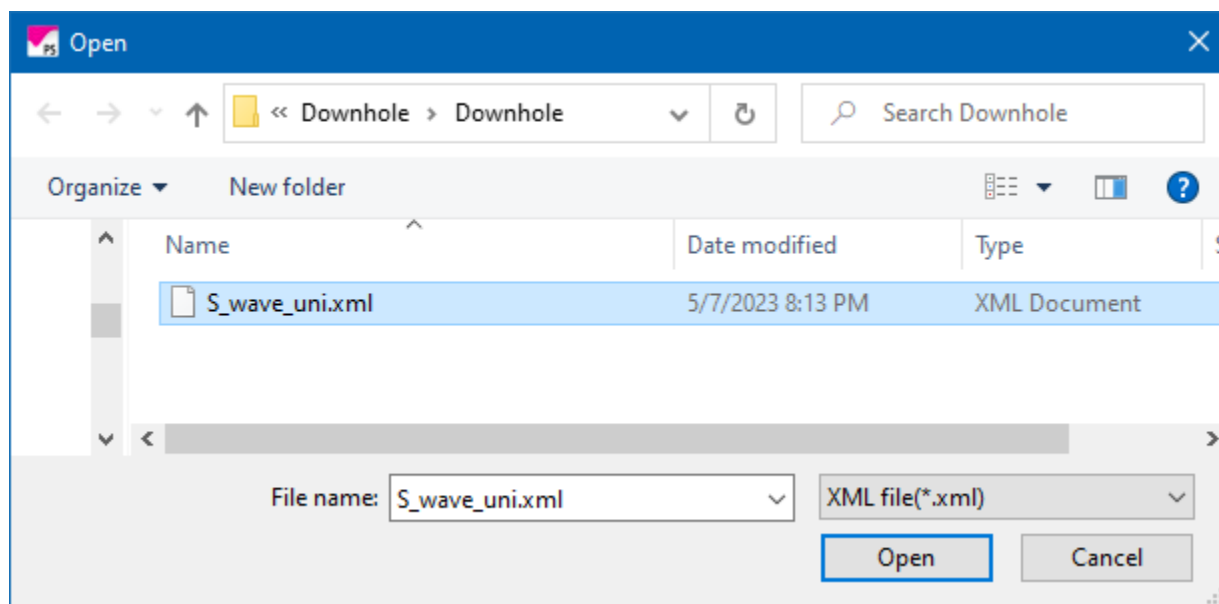 PS Open
« Downhole › Downhole Search Downhole
Organize New folder ?
Name Date modified Type
S_wave_uni.xml 5/7/2023 8:13 PM XML Document
File name: S_wave_uni.xml XML file(*.xml)
Open Cancel